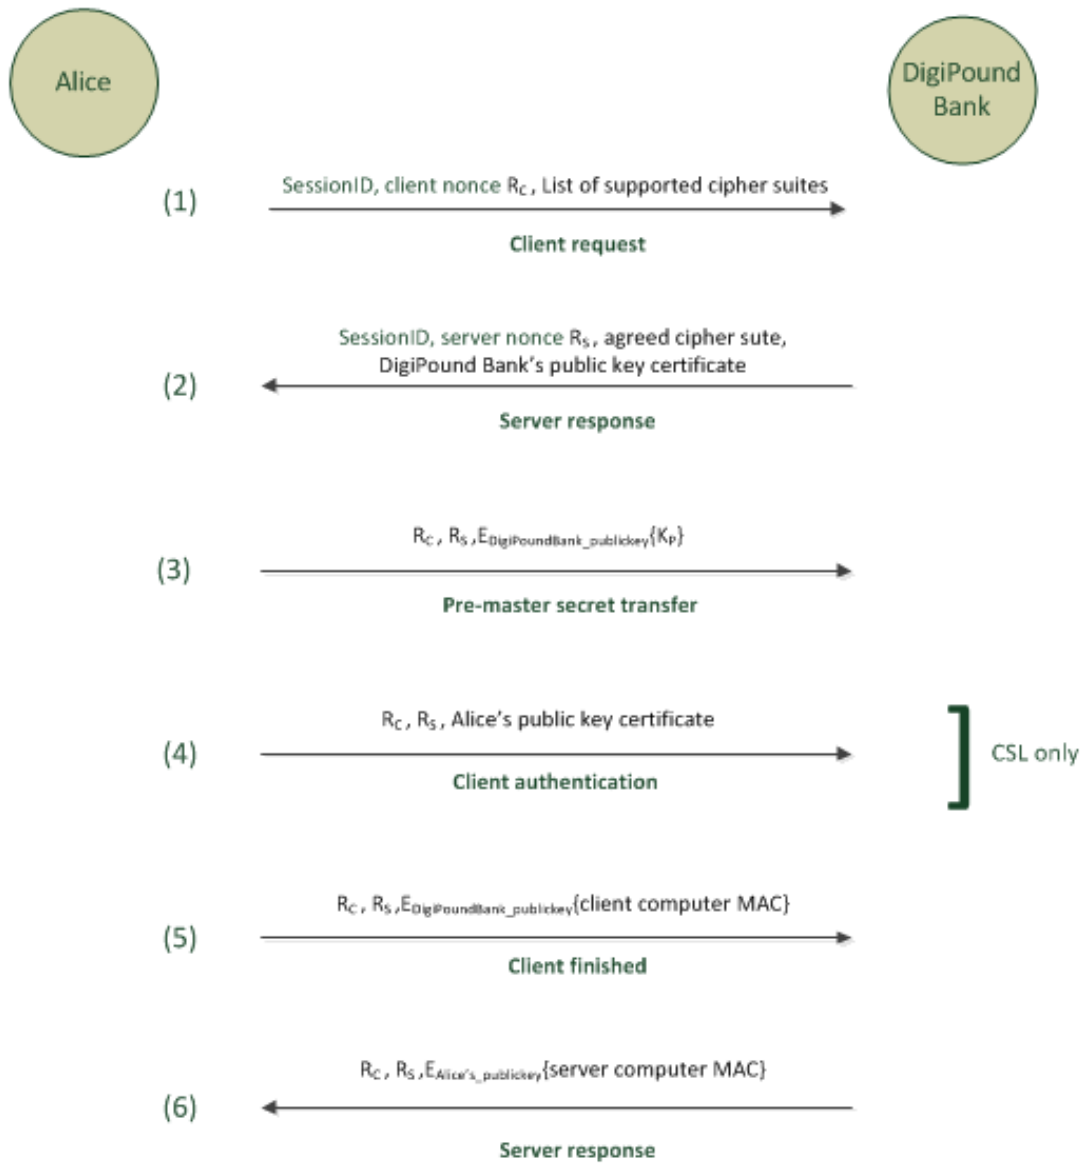 Alice
DigiPound
Bank
(1)
SessionID, client nonce R_C, List of supported cipher suites
Client request
SessionID, server nonce R_S, agreed cipher sute,
DigiPound Bank's public key certificate
(2)
Server response
R_C, R_S,E_DigiPoundBank_publickey{K_P}
(3)
Pre-master secret transfer
R_C, R_S, Alice's public key certificate
(4)
CSL only
Client authentication
R_C, R_S,E_DigiPoundBank_publickey{client computer MAC}
(5)
Client finished
R_C, R_S,E_Alice's_publickey{server computer MAC}
(6)
Server response